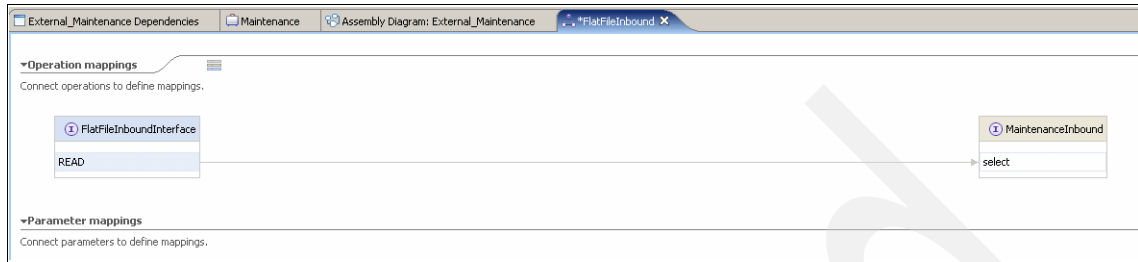 External_Maintenance Dependencies Maintenance Assembly Diagram: External_Maintenance *FlatFileInbound
Operation mappings
Connect operations to define mappings.
FlatFileInboundInterface MaintenanceInbound
READ select
Parameter mappings
Connect parameters to define mappings.